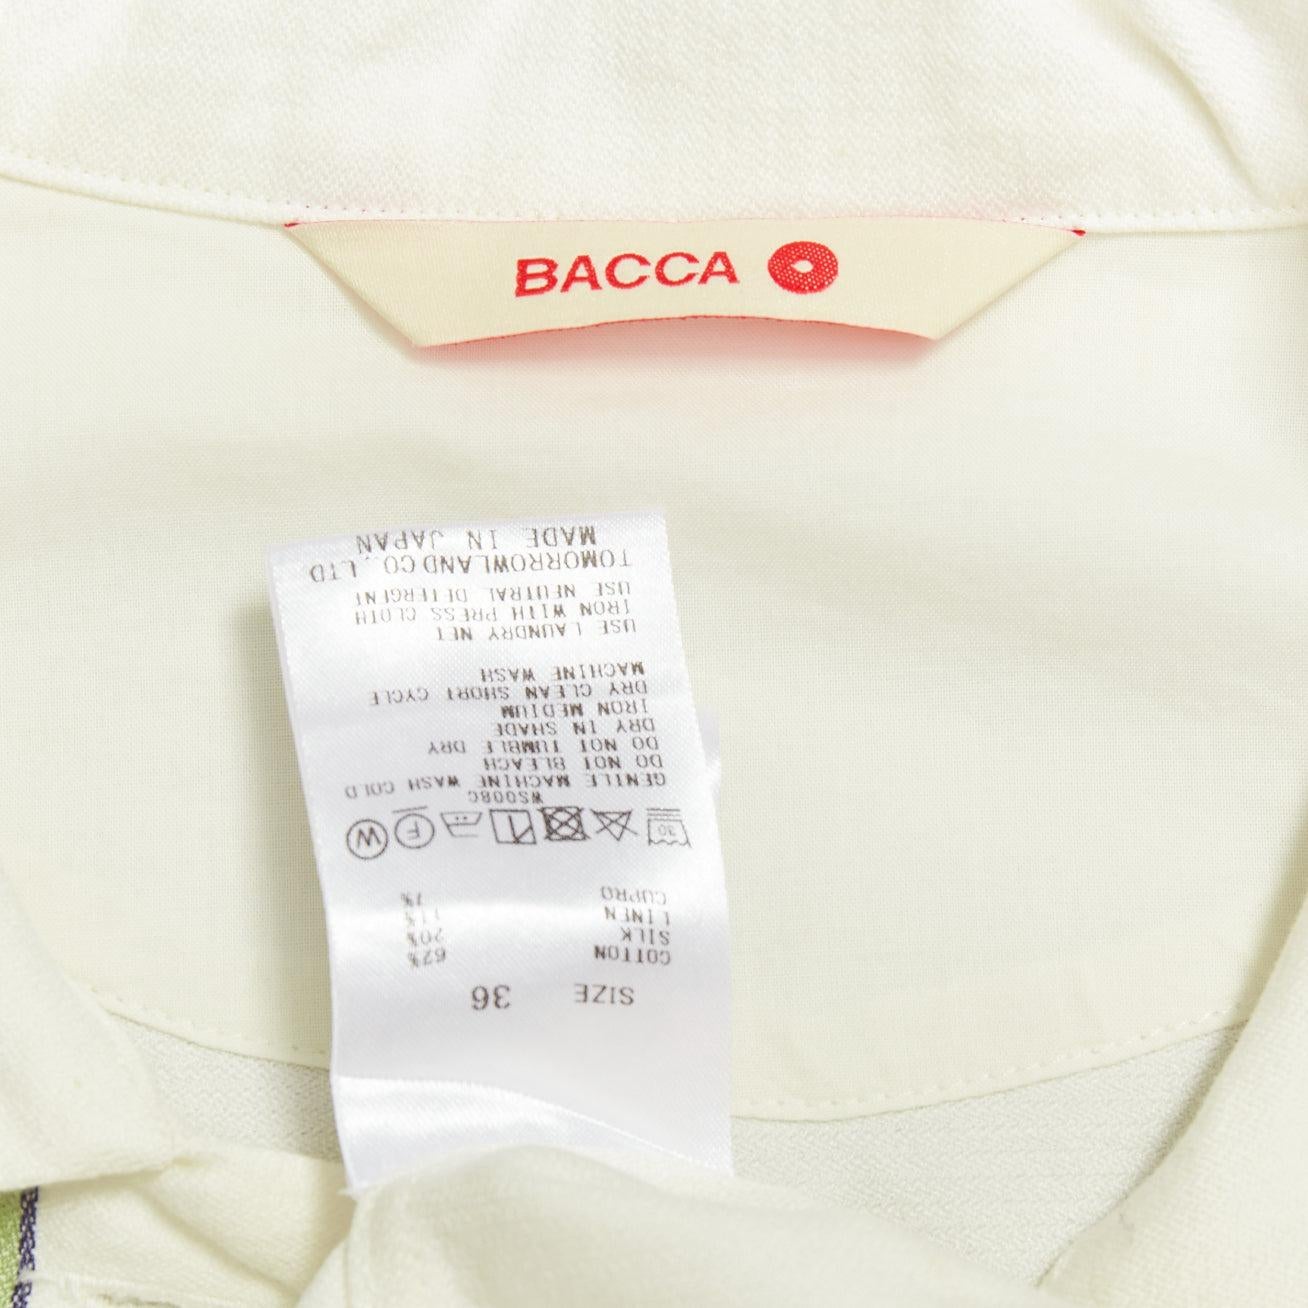 BACCA
SIZE 36
COTTON 62%
SILK 20%
LINEN 11%
CUPRO 7%
30 F W
WS008C
GENTLE MACHINE WASH COLD
DO NOT BLEACH
DO NOT TUMBLE DRY
DRY IN SHADE
IRON MEDIUM
DRY CLEAN SHORT CYCLE
MACHINE WASH
USE LAUNDRY NET
IRON WITH PRESS CLOTH
USE NEUTRAL DETERGENT
TOMORROWLAND CO.,LTD
MADE IN JAPAN